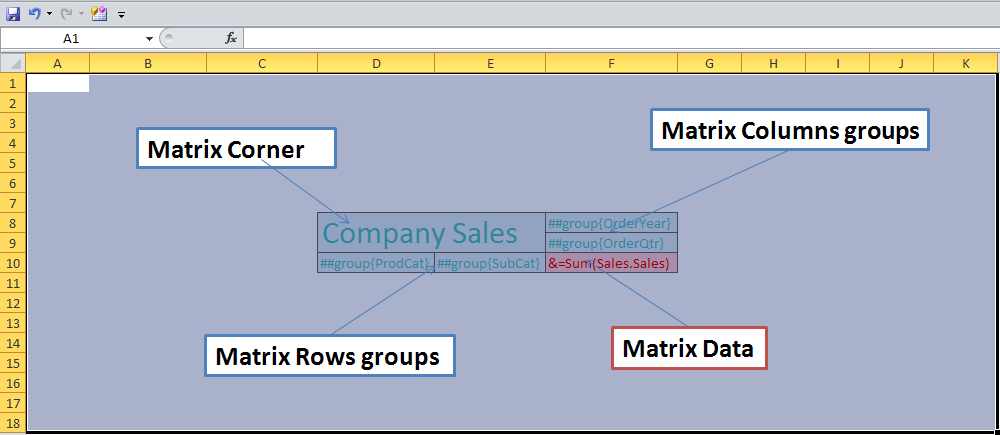 A1
fx
A B C D E F G H I J K
1
2
3
Matrix Columns groups
4
Matrix Corner
5
6
7
8
##group{OrderYear}
Company Sales
9
##group{OrderQtr}
10
##group{ProdCat} ##group{SubCat} &=Sum(Sales.Sales)
11
12
13
14
Matrix Rows groups
Matrix Data
15
16
17
18